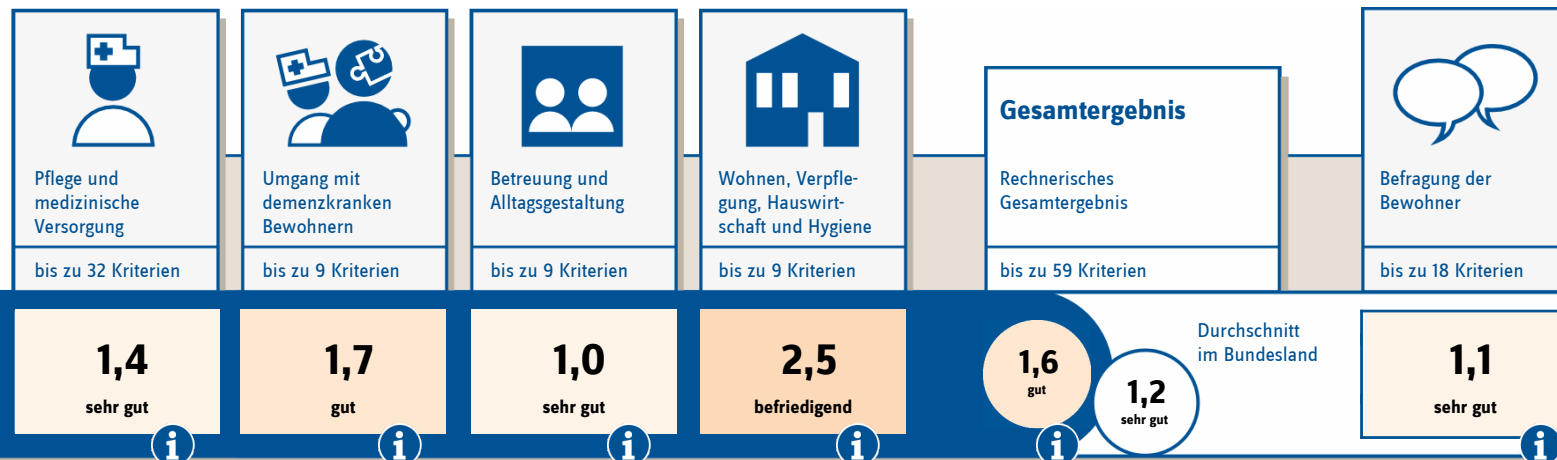 Pflege und
medizinische
Versorgung
bis zu 32 Kriterien
1,4
sehr gut
Umgang mit
demenzkranken
Bewohnern
bis zu 9 Kriterien
1,7
gut
Betreuung und
Alltagsgestaltung
bis zu 9 Kriterien
1,0
sehr gut
Wohnen, Verpfle-
gung, Hauswirt-
schaft und Hygiene
bis zu 9 Kriterien
2,5
befriedigend
Gesamtergebnis
Rechnerisches
Gesamtergebnis
bis zu 59 Kriterien
1,6
gut
Durchschnitt
im Bundesland
1,2
sehr gut
Befragung der
Bewohner
bis zu 18 Kriterien
1,1
sehr gut